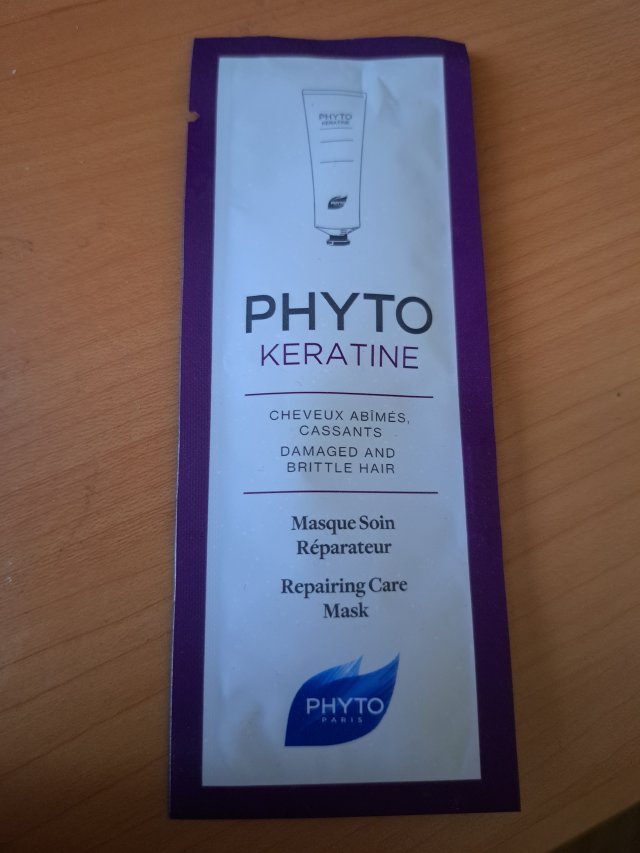 PHYTO
KERATINE
PHYTO
KERATINE
CHEVEUX ABÎMÉS,
CASSANTS
DAMAGED AND
BRITTLE HAIR
Masque Soin
Réparateur
Repairing Care
Mask
PHYTO
PARIS